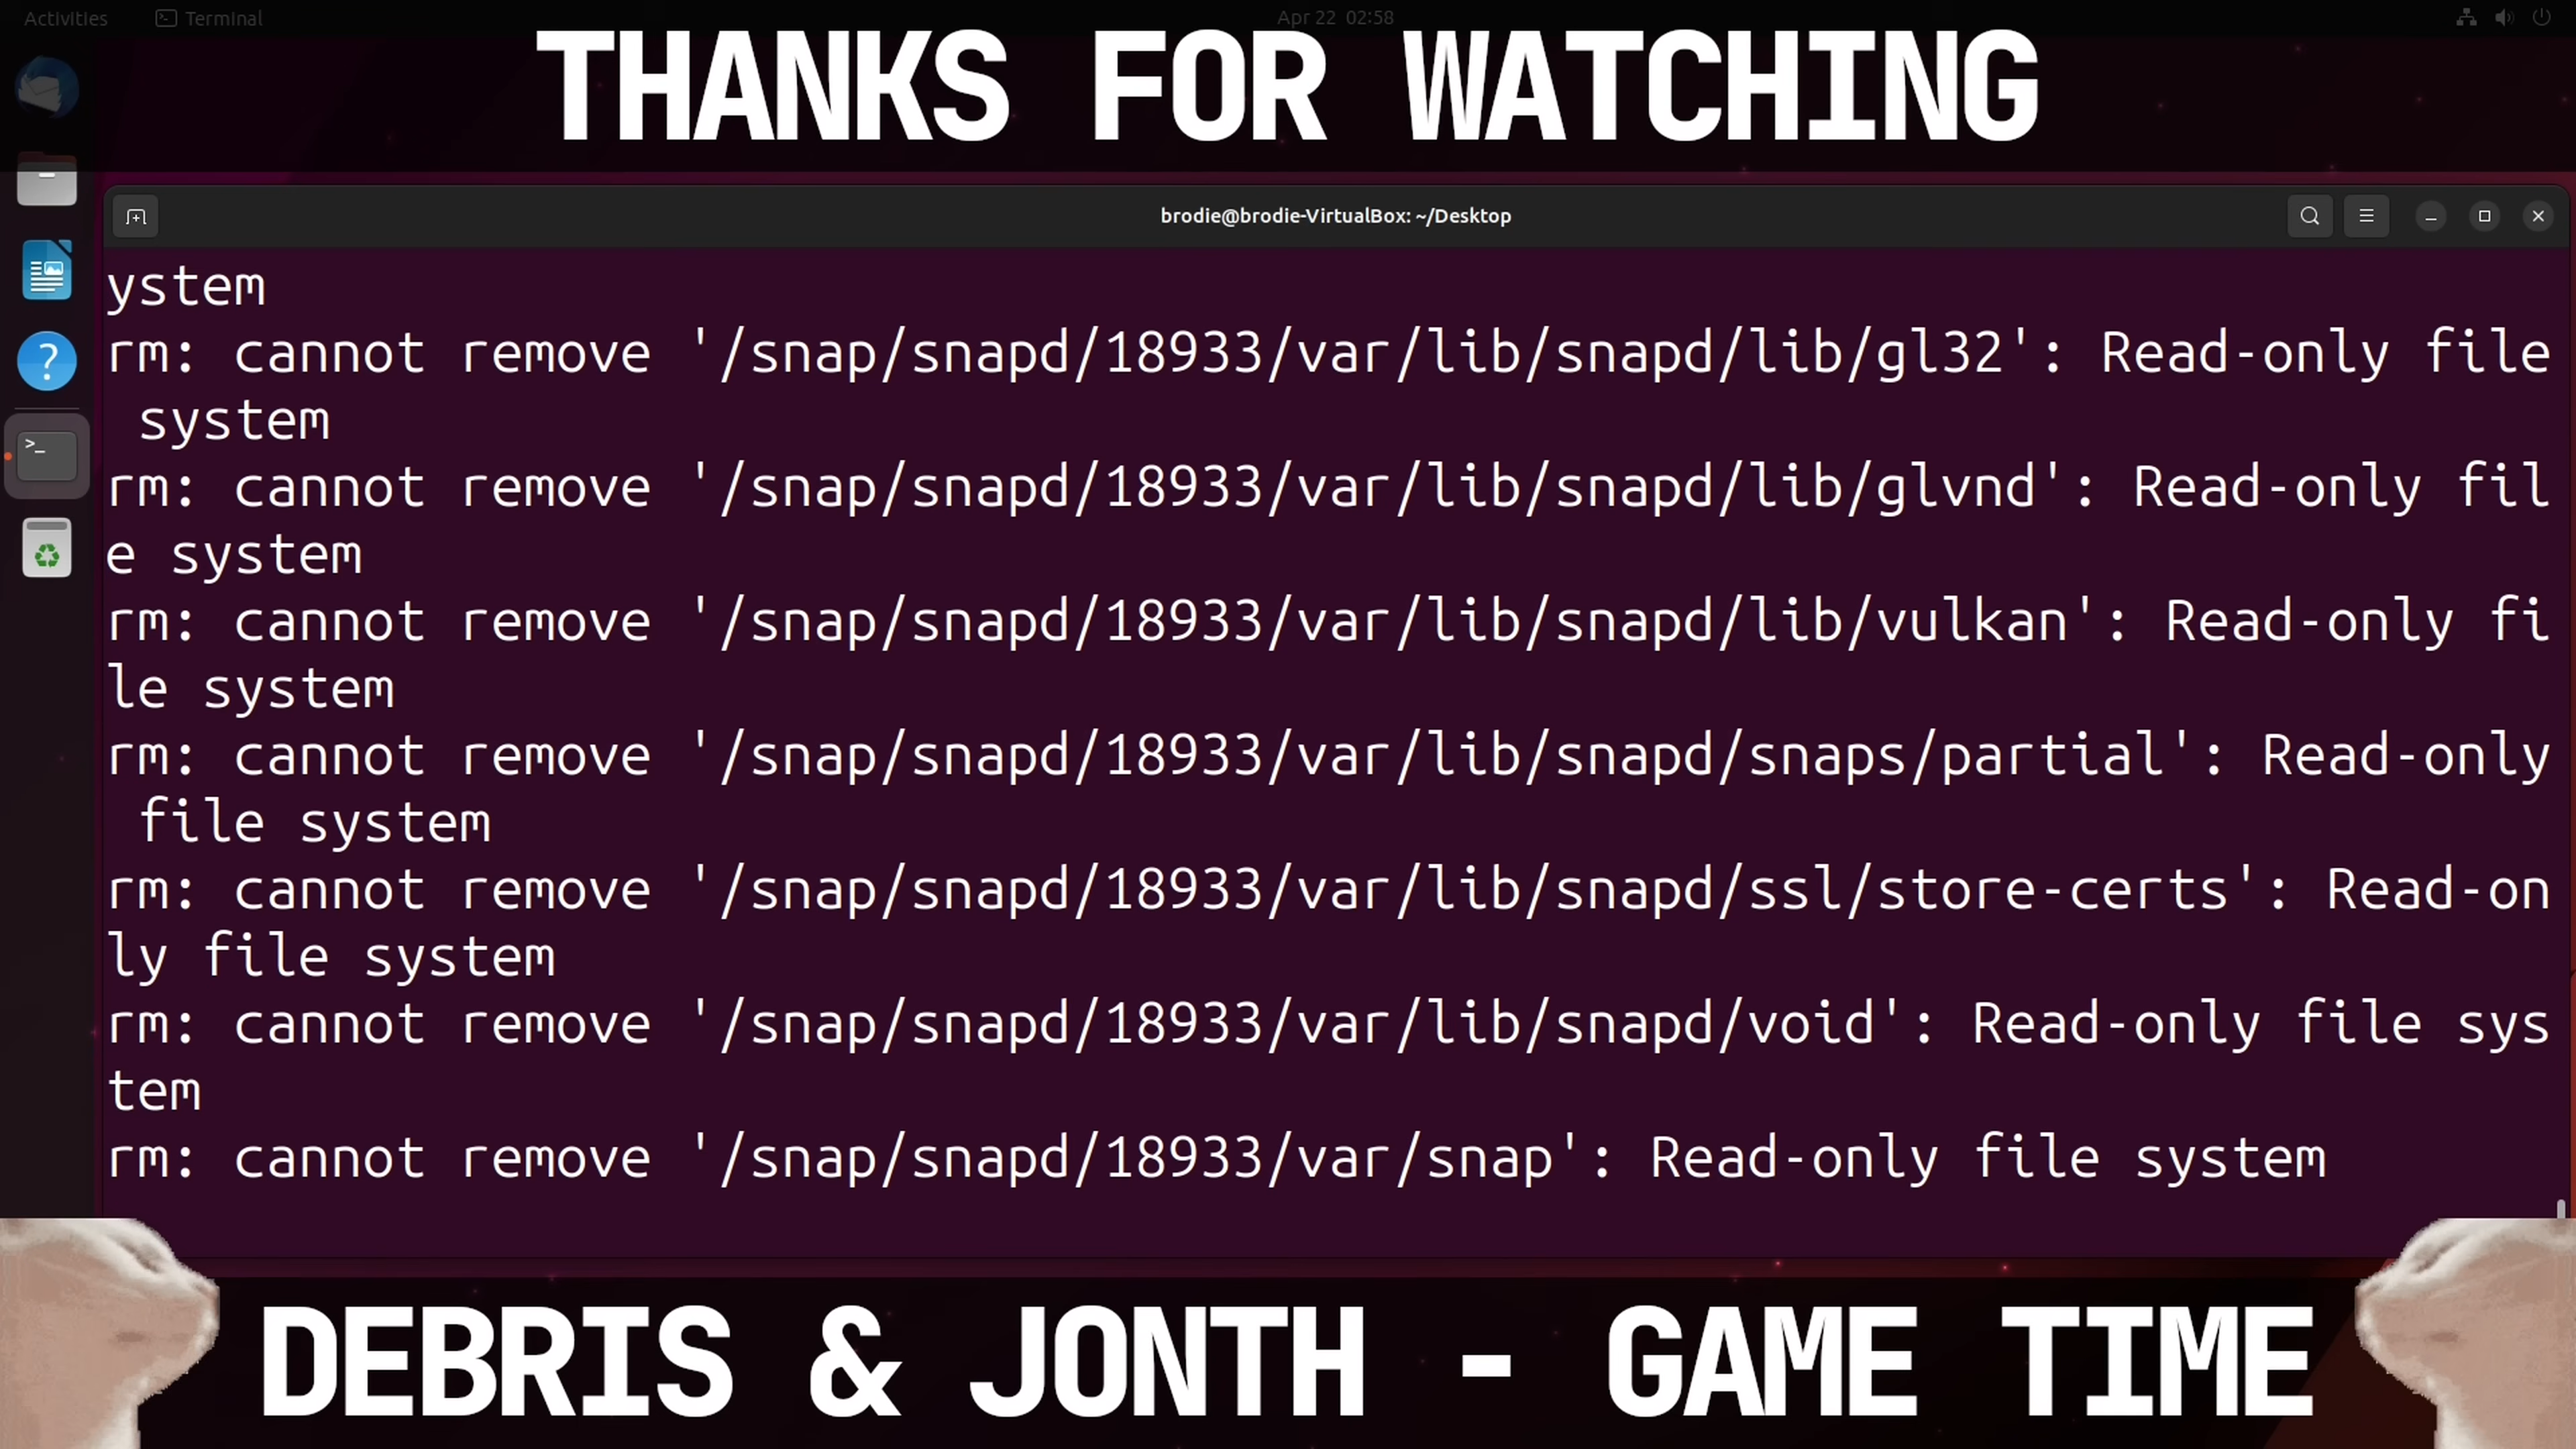 Activities Terminal Apr 22 02:58
THANKS FOR WATCHING
brodie@brodie-VirtualBox: ~/Desktop
ystem
rm: cannot remove '/snap/snapd/18933/var/lib/snapd/lib/gl32': Read-only file
 system
rm: cannot remove '/snap/snapd/18933/var/lib/snapd/lib/glvnd': Read-only fil
e system
rm: cannot remove '/snap/snapd/18933/var/lib/snapd/lib/vulkan': Read-only fi
le system
rm: cannot remove '/snap/snapd/18933/var/lib/snapd/snaps/partial': Read-only
 file system
rm: cannot remove '/snap/snapd/18933/var/lib/snapd/ssl/store-certs': Read-on
ly file system
rm: cannot remove '/snap/snapd/18933/var/lib/snapd/void': Read-only file sys
tem
rm: cannot remove '/snap/snapd/18933/var/snap': Read-only file system
DEBRIS & JONTH - GAME TIME